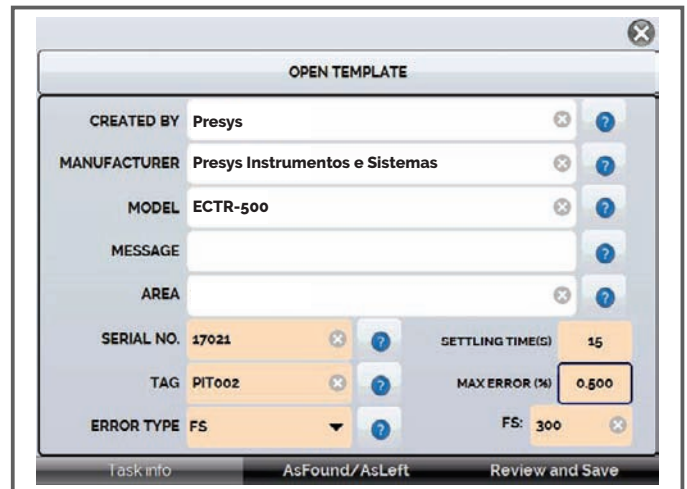 OPEN TEMPLATE
CREATED BY Presys
MANUFACTURER Presys Instrumentos e Sistemas
MODEL ECTR-500
MESSAGE
AREA
SERIAL NO. 17021 SETTLING TIME(S) 15
TAG PIT002 MAX ERROR (%) 0.500
ERROR TYPE FS FS: 300
Task info AsFound/AsLeft Review and Save